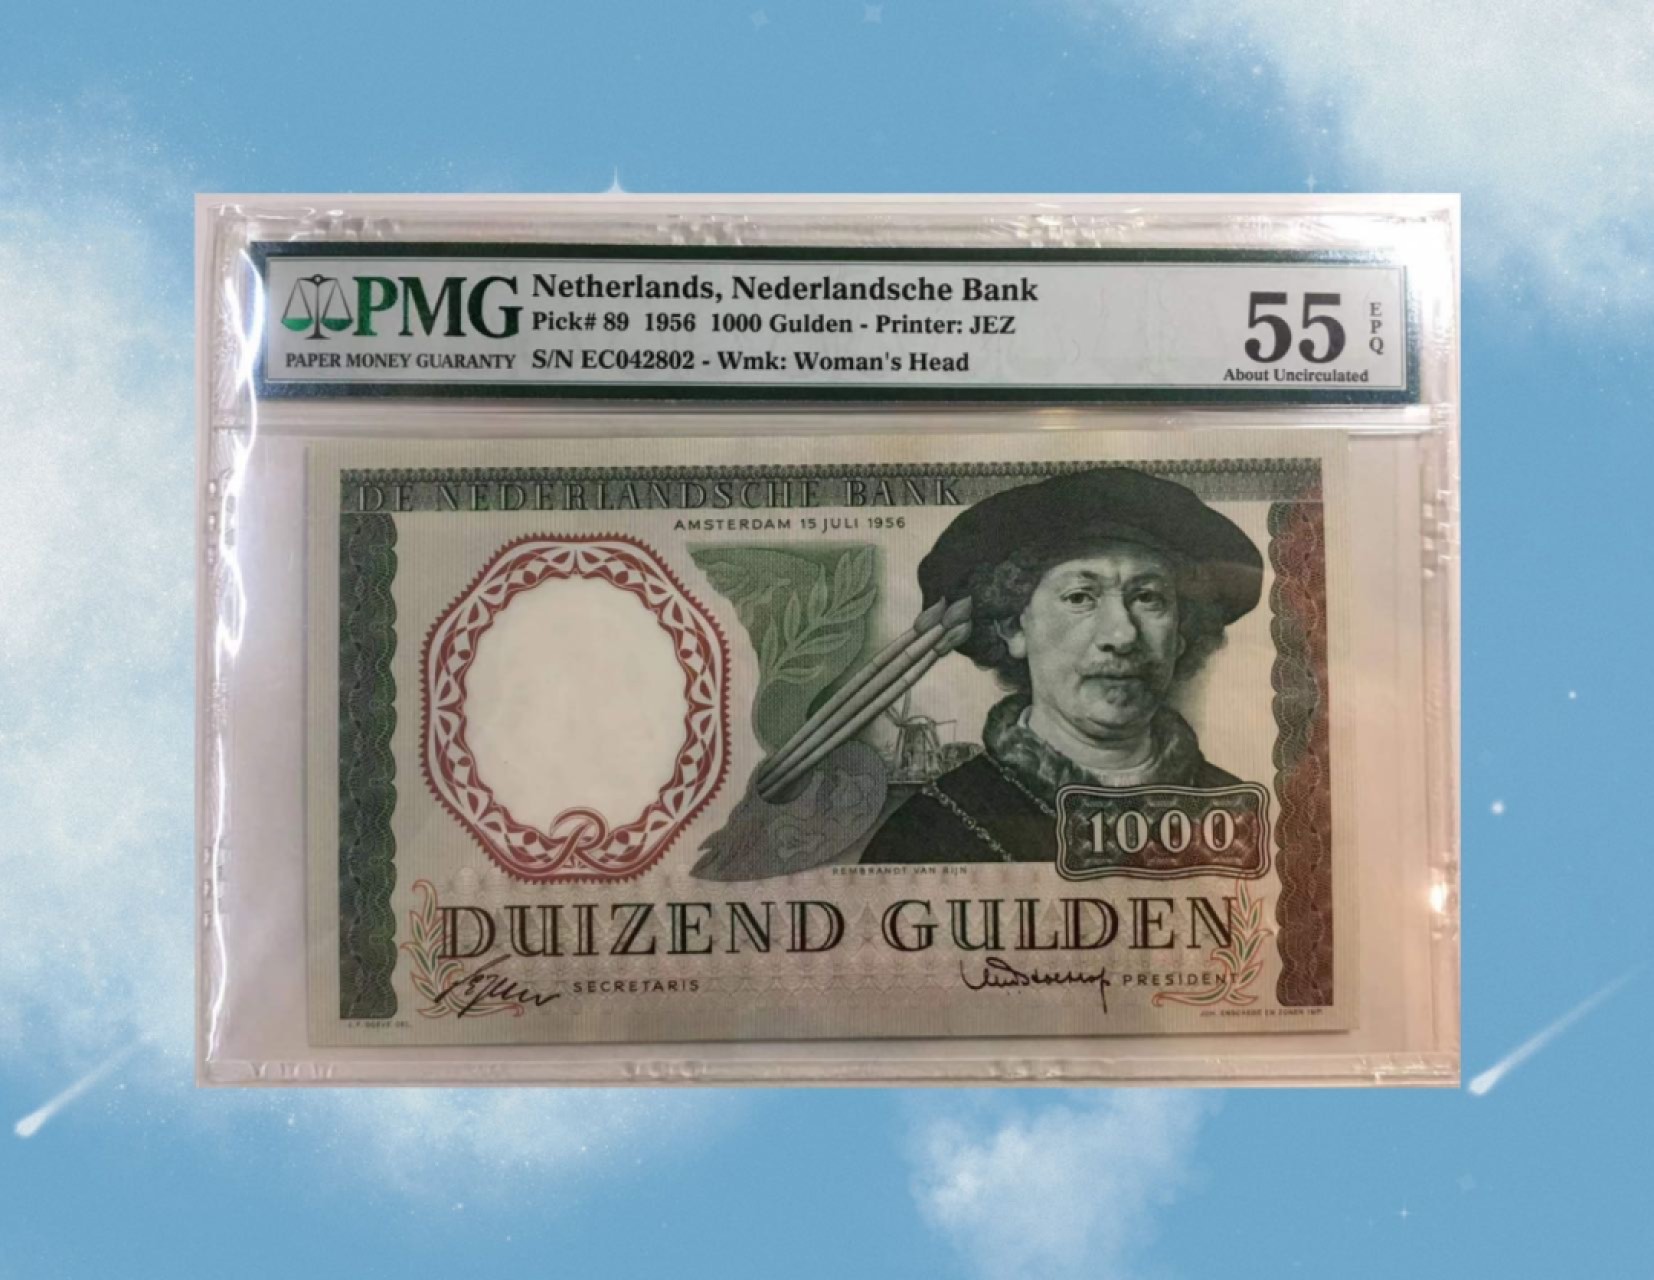 PMG
PAPER MONEY GUARANTY
Netherlands, Nederlandsche Bank
Pick# 89 1956 1000 Gulden - Printer: JEZ
S/N EC042802 - Wmk: Woman's Head
55
EPQ
About Uncirculated
DE NEDERLANDSCHE BANK
AMSTERDAM 15 JULI 1956
R
1000
REMBRANDT VAN RIJN
DUIZEND GULDEN
SECRETARIS
PRESIDENT